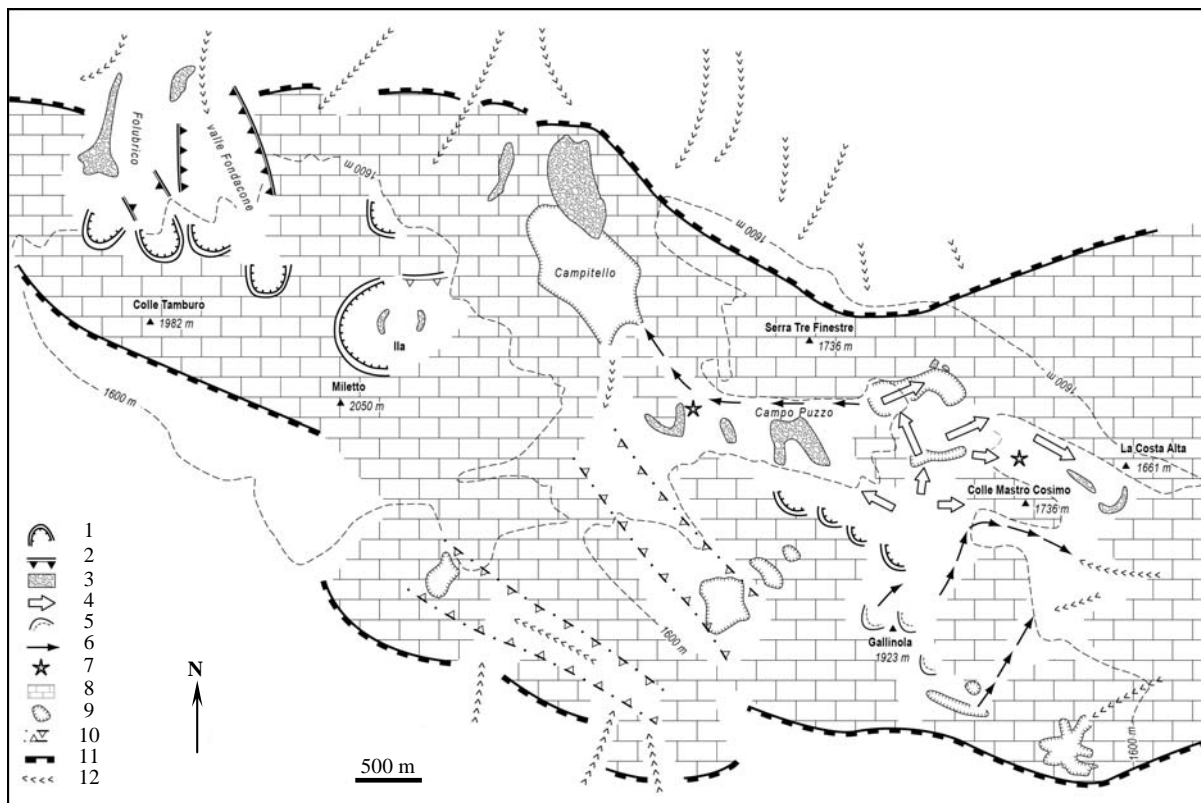 Folubrico
valle Fondacone
1600 m
1600 m
Campitello
Colle Tamburo
1982 m
Serra Tre Finestre
1736 m
IIa
1600 m
Miletto
2050 m
1600 m
Campo Puzzo
La Costa Alta
1661 m
Colle Mastro Cosimo
1736 m
1600 m
Gallinola
1923 m
1600 m
1
2
3
4
5
6
7
8
9
10
11
12
N
500 m